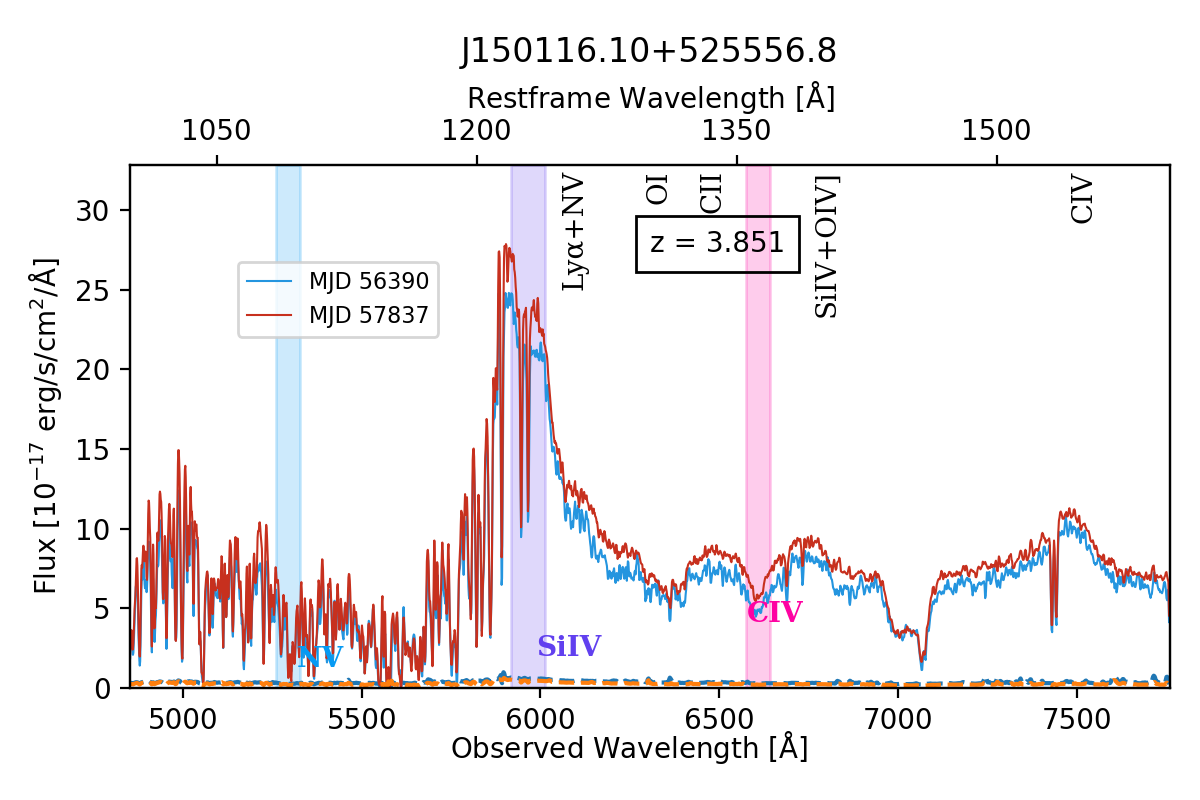 J150116.10+525556.8
Restframe Wavelength [Å]
1050 1200 1350 1500
Lyα+NV
OI
CII
SiIV+OIV]
CIV
z = 3.851
MJD 56390
MJD 57837
30
25
20
15
10
5
0
Flux [10⁻¹⁷ erg/s/cm²/Å]
NV
SiIV
CIV
5000 5500 6000 6500 7000 7500
Observed Wavelength [Å]